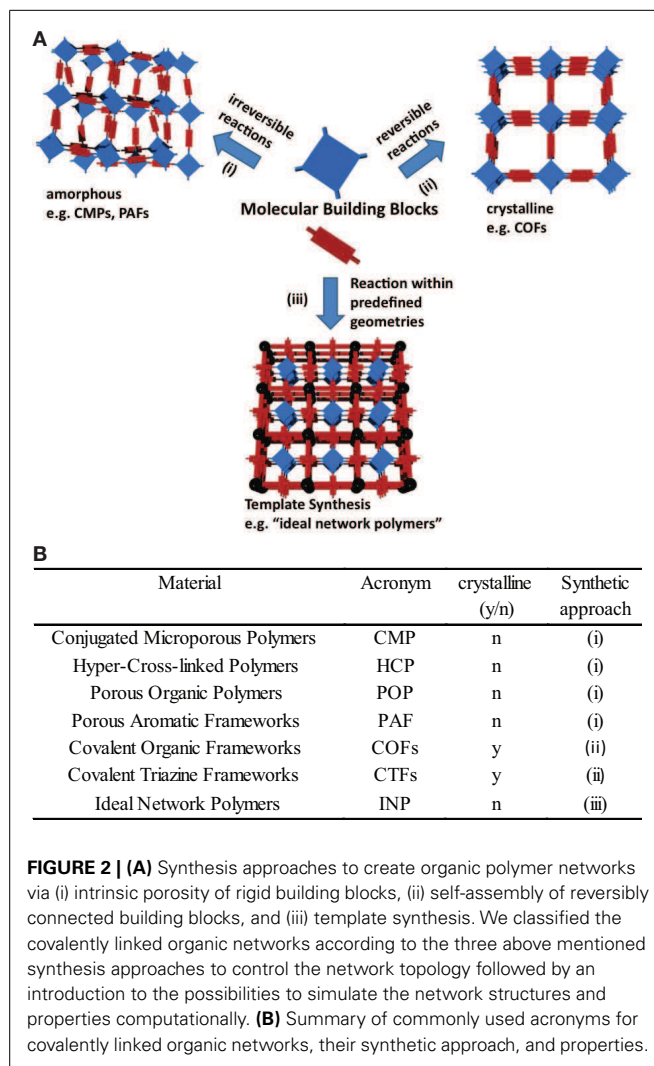 A
irreversible
reactions
(i)
reversible
reactions
(ii)
amorphous
e.g. CMPs, PAFs
Molecular Building Blocks
crystalline
e.g. COFs
(iii)
Reaction within
predefined
geometries
Template Synthesis
e.g. “ideal network polymers”
B
Material Acronym crystalline (y/n) Synthetic approach
Conjugated Microporous Polymers CMP n (i)
Hyper-Cross-linked Polymers HCP n (i)
Porous Organic Polymers POP n (i)
Porous Aromatic Frameworks PAF n (i)
Covalent Organic Frameworks COFs y (ii)
Covalent Triazine Frameworks CTFs y (ii)
Ideal Network Polymers INP n (iii)
FIGURE 2 | (A) Synthesis approaches to create organic polymer networks
via (i) intrinsic porosity of rigid building blocks, (ii) self-assembly of reversibly
connected building blocks, and (iii) template synthesis. We classified the
covalently linked organic networks according to the three above mentioned
synthesis approaches to control the network topology followed by an
introduction to the possibilities to simulate the network structures and
properties computationally. (B) Summary of commonly used acronyms for
covalently linked organic networks, their synthetic approach, and properties.